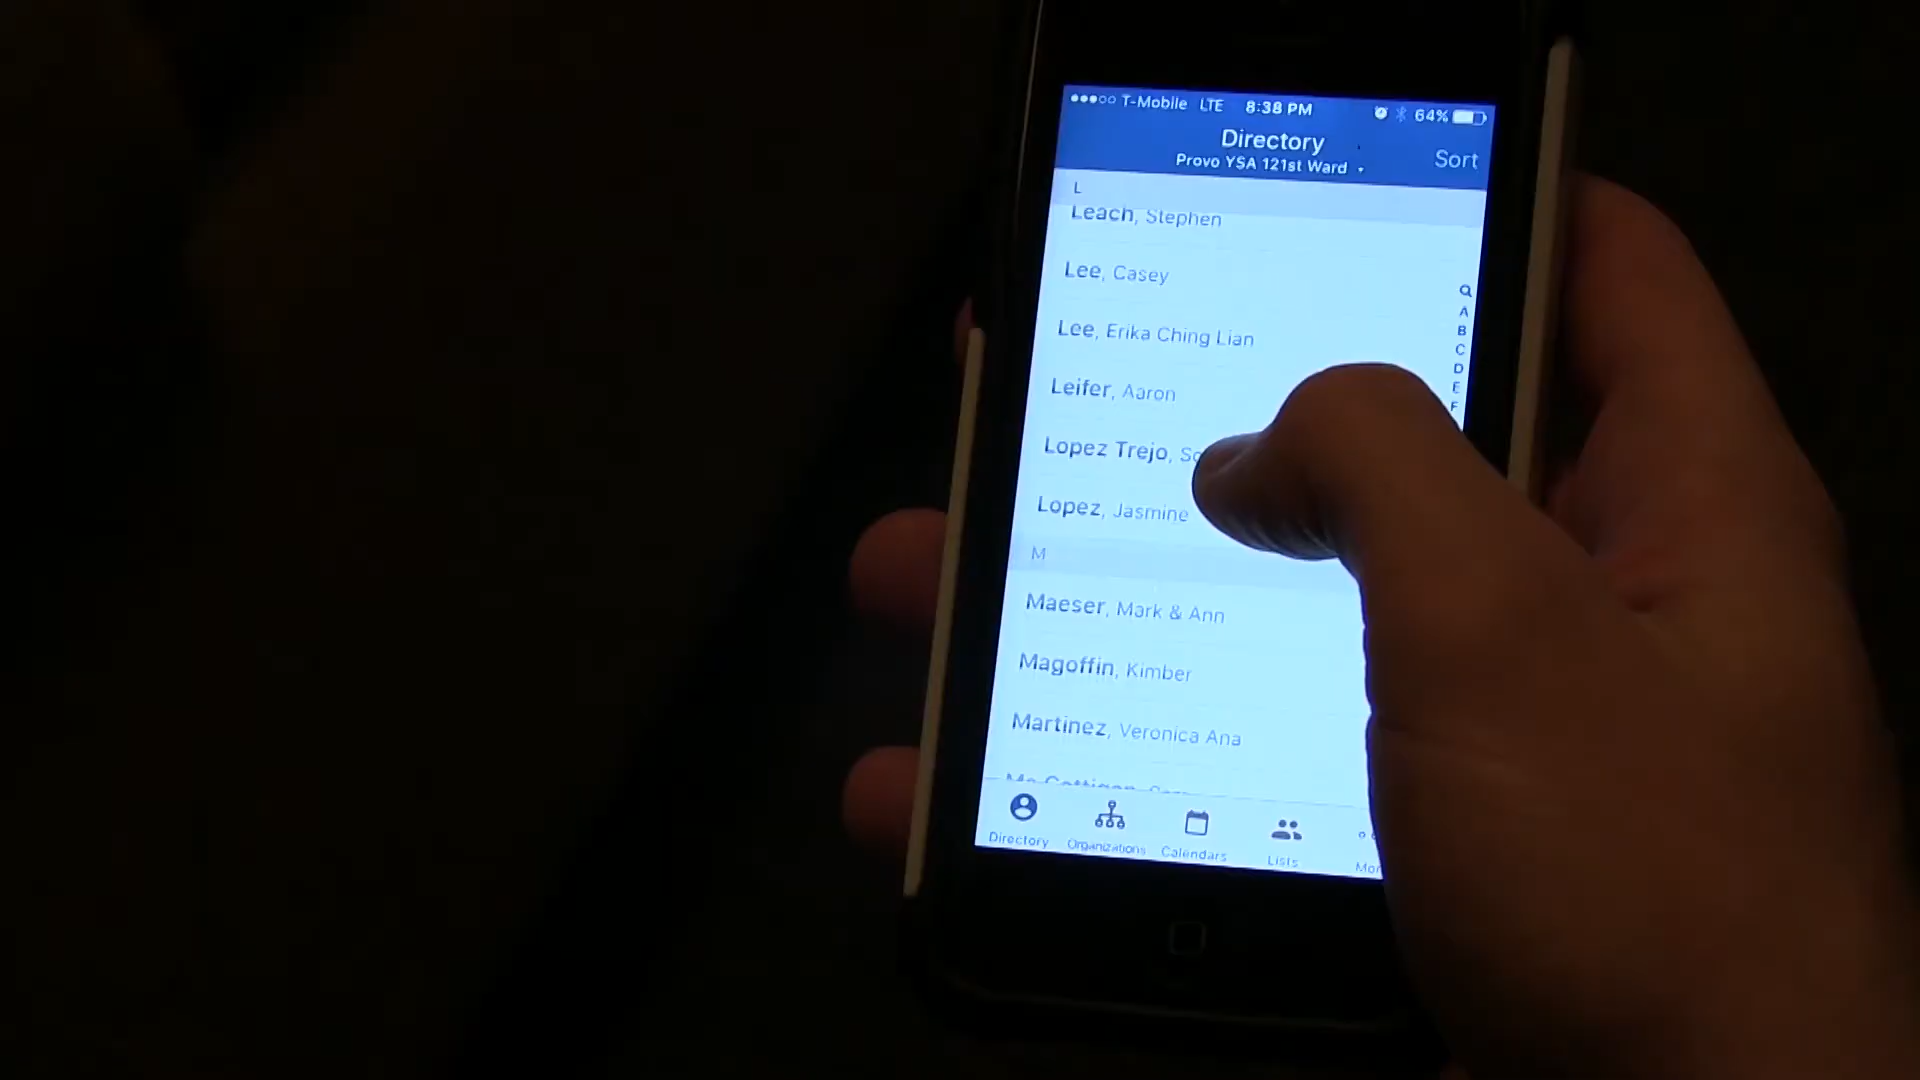 T-Mobile LTE 8:38 PM 64%
Directory
Provo YSA 121st Ward
Sort
L
Leach, Stephen
Lee, Casey
Lee, Erika Ching Lian
Leifer, Aaron
Lopez Trejo,
Lopez, Jasmine
M
Maeser, Mark & Ann
Magoffin, Kimber
Martinez, Veronica Ana
A
B
C
D
E
F
Directory Organizations Calendars Lists